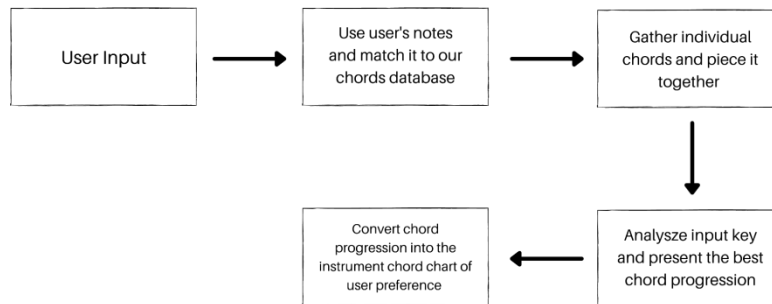 User Input
Use user's notes
and match it to our
chords database
Gather individual
chords and piece it
together
Analysze input key
and present the best
chord progression
Convert chord
progression into the
instrument chord chart of
user preference